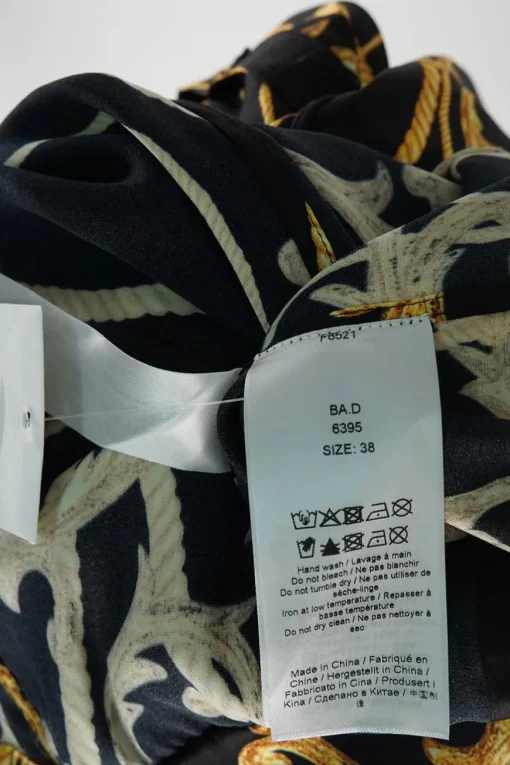 F6521
BA.D
6395
SIZE: 38
Hand wash / Lavage à main
Do not bleach / Ne pas blanchir
Do not tumble dry / Ne pas utiliser de
sèche-linge
Iron at low temperature / Repasser à
basse température
Do not dry clean / Ne pas nettoyer à
sec
Made in China / Fabriqué en
Chine / Hergestellt in China /
Fabbricato in Cina / Produsert i
Kina / Сделано в Китае / 中国制
造